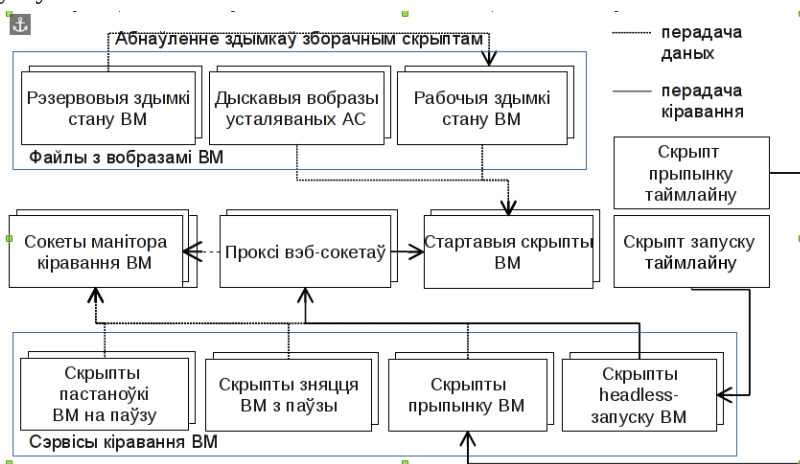 Абнаўленне здымкаў зборачным скрыптам
перадача
даных
перадача
кіравання
Рэзервовыя здымкі
стану ВМ
Дыскавыя вобразы
усталяваных АС
Рабочыя здымкі
стану ВМ
Файлы з вобразамі ВМ
Скрыпт
прыпынку
таймлайну
Сокеты манітора
кіравання ВМ
Проксі вэб-сокетаў
Стартавыя скрыпты
ВМ
Скрыпт запуску
таймлайну
Скрыпты
пастаноўкі
ВМ на паўзу
Скрыпты зняцця
ВМ з паўзы
Скрыпты
прыпынку ВМ
Скрыпты
headless-
запуску ВМ
Сэрвісы кіравання ВМ